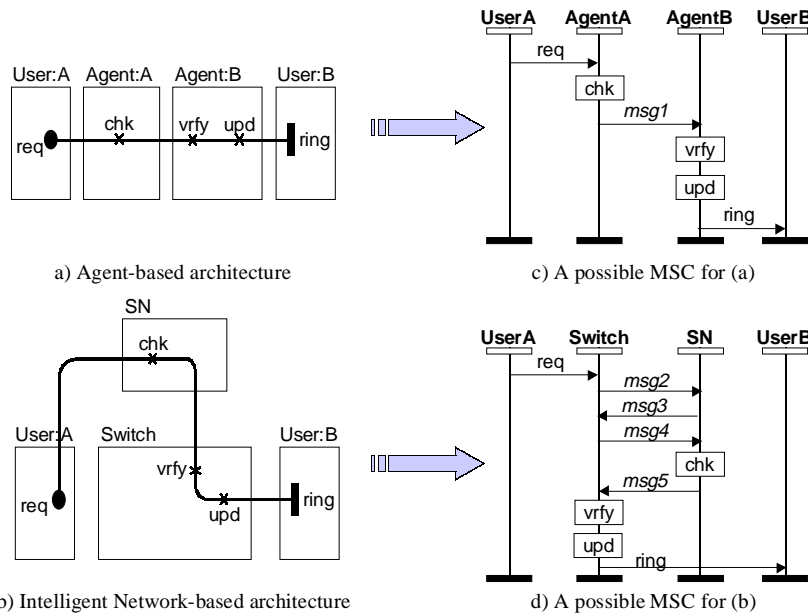 User:A Agent:A Agent:B User:B
chk vrfy upd
req ring
a) Agent-based architecture
UserA AgentA AgentB UserB
req
chk
msg1
vrfy
upd
ring
c) A possible MSC for (a)
SN
chk
User:A Switch User:B
vrfy
req upd ring
b) Intelligent Network-based architecture
UserA Switch SN UserB
req
msg2
msg3
msg4
chk
msg5
vrfy
upd
ring
d) A possible MSC for (b)